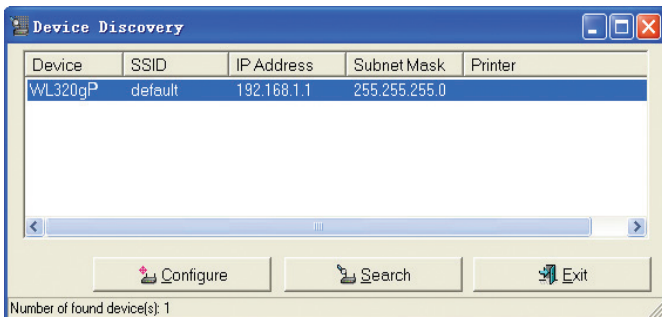 Device Discovery
Device SSID IP Address Subnet Mask Printer
WL320gP default 192.168.1.1 255.255.255.0
Configure Search Exit
Number of found device(s): 1